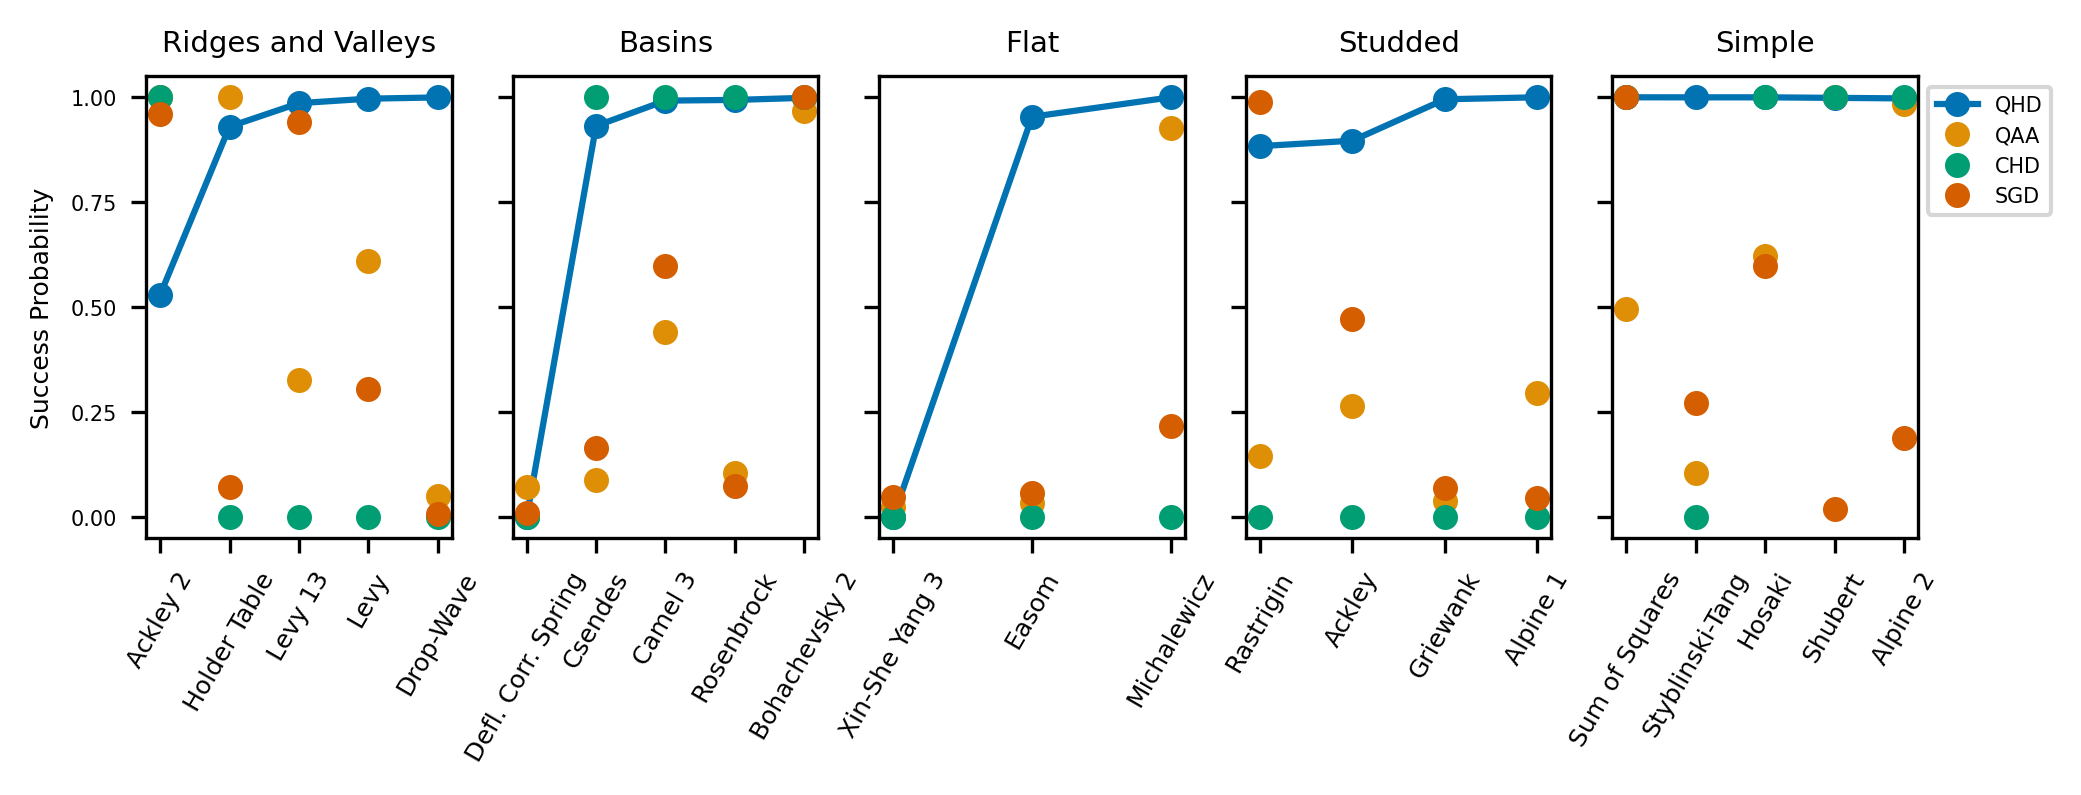 Ridges and Valleys
Basins
Flat
Studded
Simple
Success Probability
1.00
0.75
0.50
0.25
0.00
QHD
QAA
CHD
SGD
Ackley 2
Holder Table
Levy 13
Levy
Drop-Wave
Defl. Corr. Spring
Csendes
Camel 3
Rosenbrock
Bohachevsky 2
Xin-She Yang 3
Easom
Michalewicz
Rastrigin
Ackley
Griewank
Alpine 1
Sum of Squares
Styblinski-Tang
Hosaki
Shubert
Alpine 2